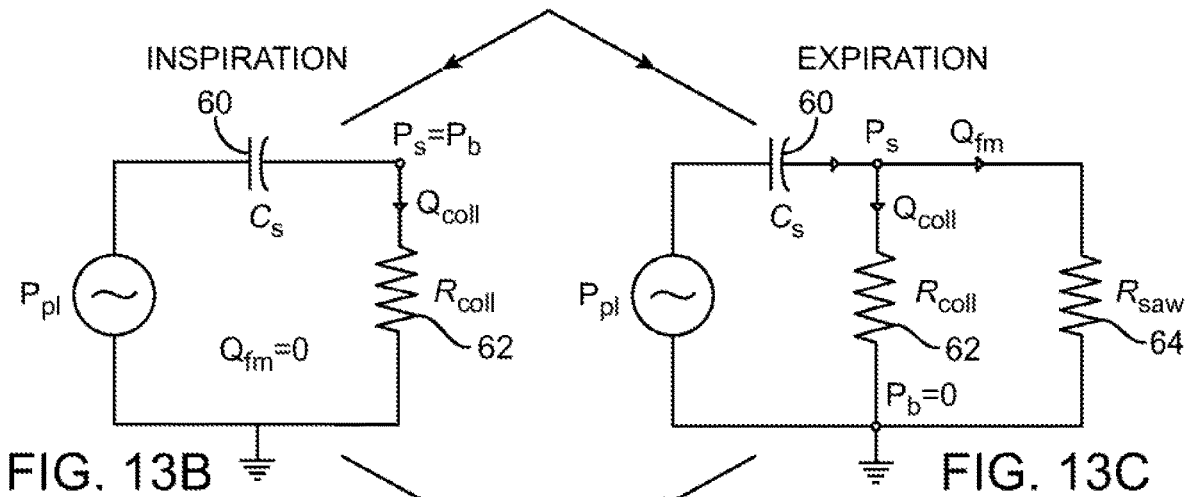 INSPIRATION
60
P_s=P_b
Q_coll
C_s
P_pl
R_coll
62
Q_fm=0
FIG. 13B
EXPIRATION
60
P_s
Q_fm
Q_coll
C_s
P_pl
R_coll
R_saw
62
64
P_b=0
FIG. 13C